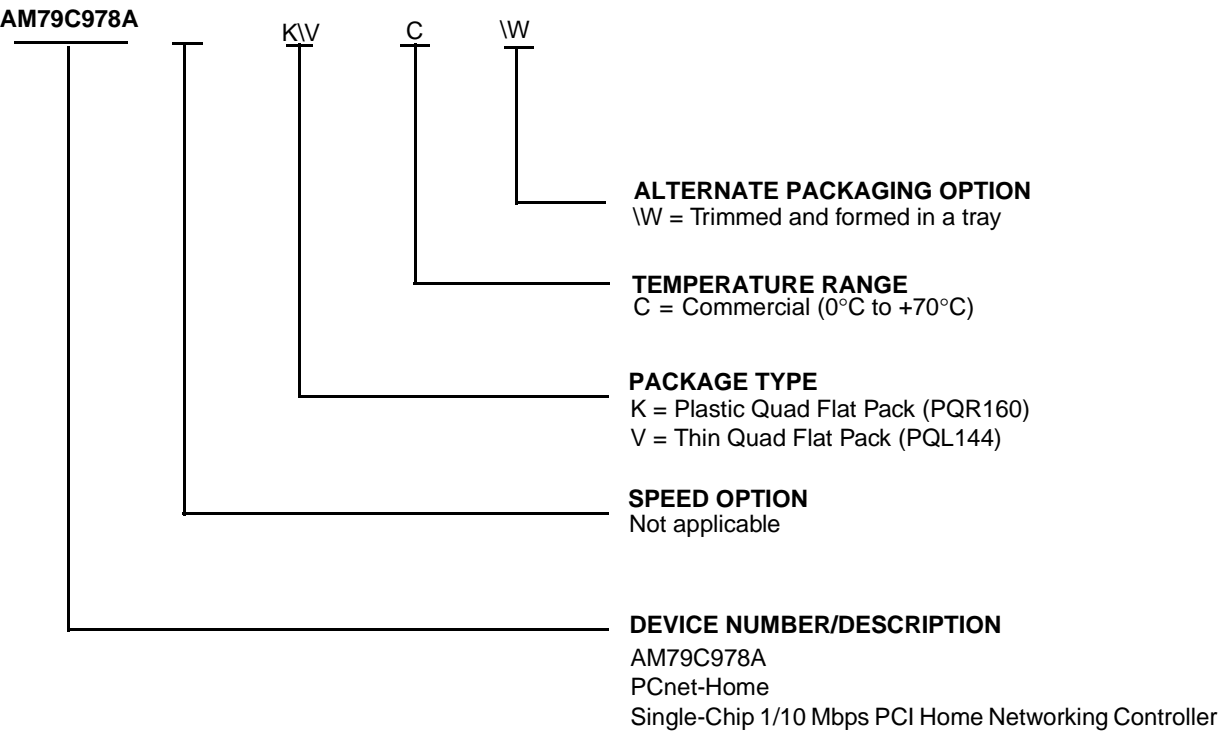 AM79C978A K\V C \W
ALTERNATE PACKAGING OPTION
\W = Trimmed and formed in a tray
TEMPERATURE RANGE
C = Commercial (0°C to +70°C)
PACKAGE TYPE
K = Plastic Quad Flat Pack (PQR160)
V = Thin Quad Flat Pack (PQL144)
SPEED OPTION
Not applicable
DEVICE NUMBER/DESCRIPTION
AM79C978A
PCnet-Home
Single-Chip 1/10 Mbps PCI Home Networking Controller